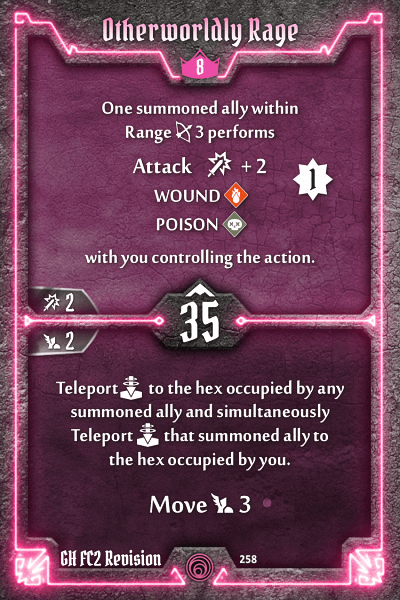 Otherworldly Rage
8
One summoned ally within
Range 3 performs
Attack + 2
1
WOUND
POISON
with you controlling the action.
2
35
2
Teleport to the hex occupied by any
summoned ally and simultaneously
Teleport that summoned ally to
the hex occupied by you.
Move 3
GH FC2 Revision
258